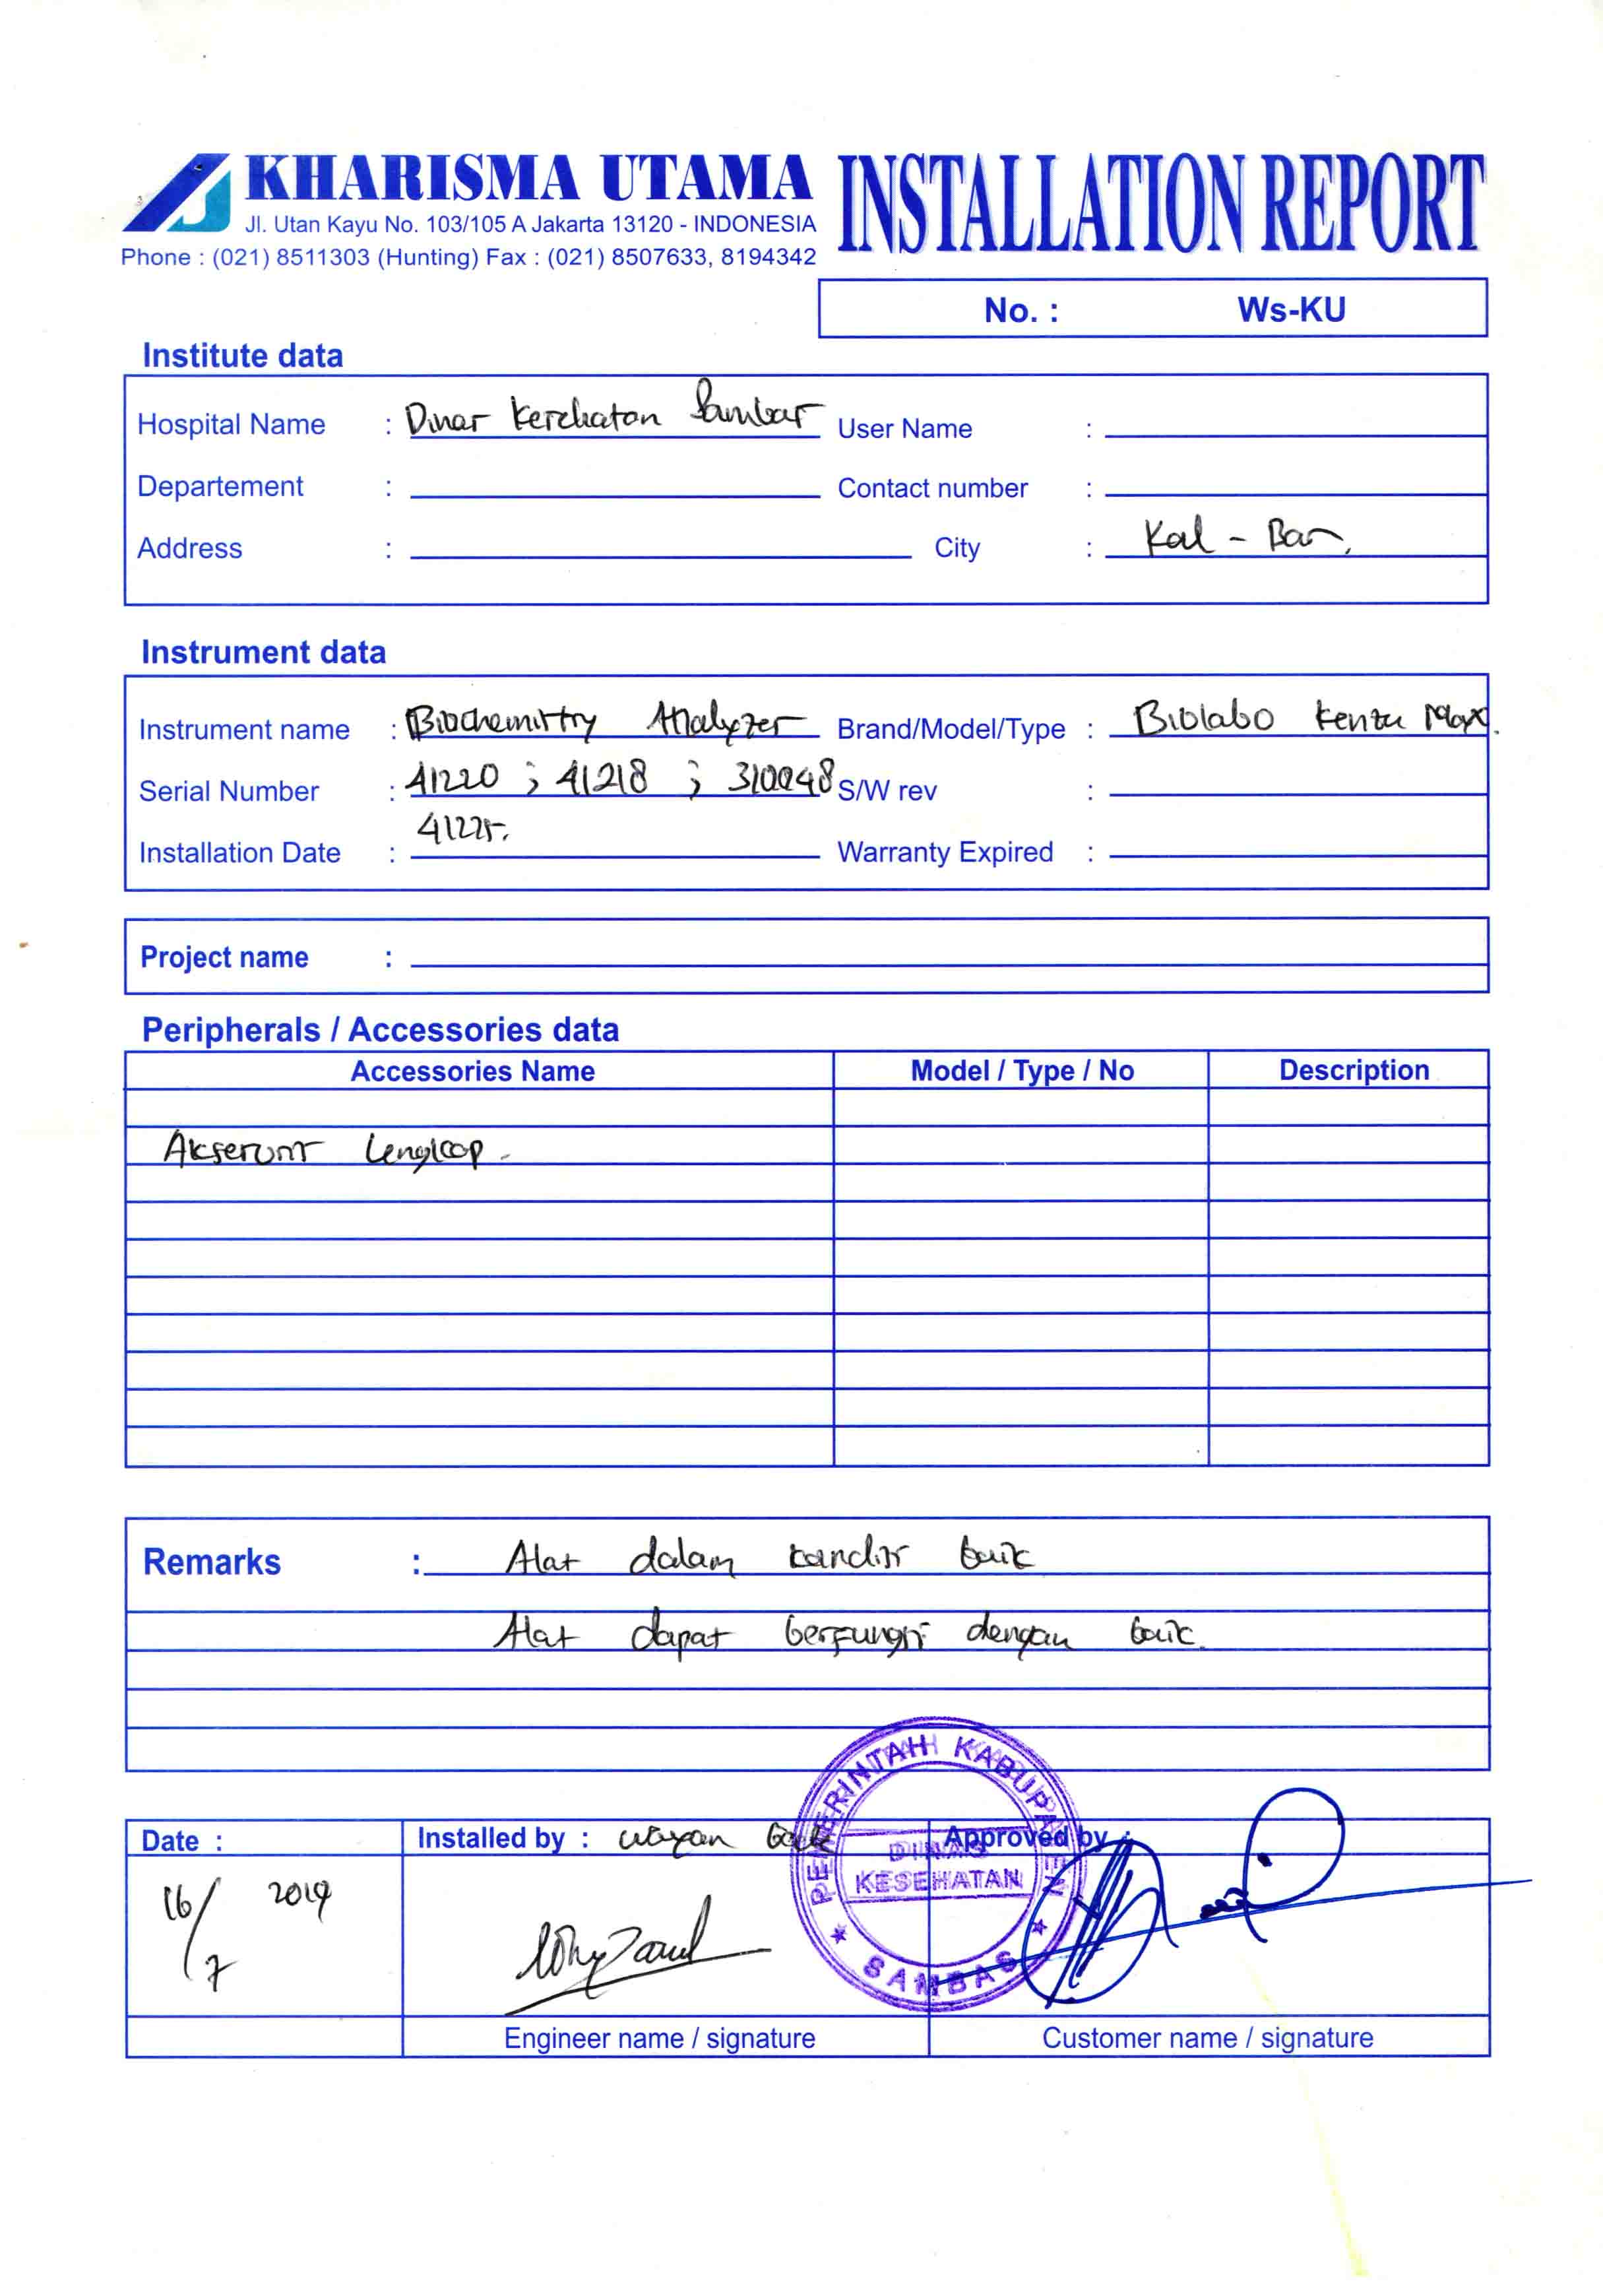 KHARISMA UTAMA
INSTALLATION REPORT
Jl. Utan Kayu No. 103/105 A Jakarta 13120 - INDONESIA
Phone : (021) 8511303 (Hunting) Fax : (021) 8507633, 8194342
No. : Ws-KU
Institute data
Hospital Name : Dinas Kesehatan Sambas User Name :
Departement : Contact number :
Address : City : Kal - Bar,
Instrument data
Instrument name : Biochemistry Analyzer Brand/Model/Type : Biolabo Kenza Max.
Serial Number : 41220 ; 41218 ; 310048 S/W rev :
41225.
Installation Date : Warranty Expired :
Project name :
Peripherals / Accessories data
Accessories Name Model / Type / No Description
Aksesoris Lengkap.
Remarks : Alat dalam kondisi baik
Alat dapat berfungsi dengan baik.
Date : Installed by : Wayan Approved by :
16/7 2019
PEMERINTAH KABUPATEN
DINAS
KESEHATAN
SAMBAS
Engineer name / signature Customer name / signature